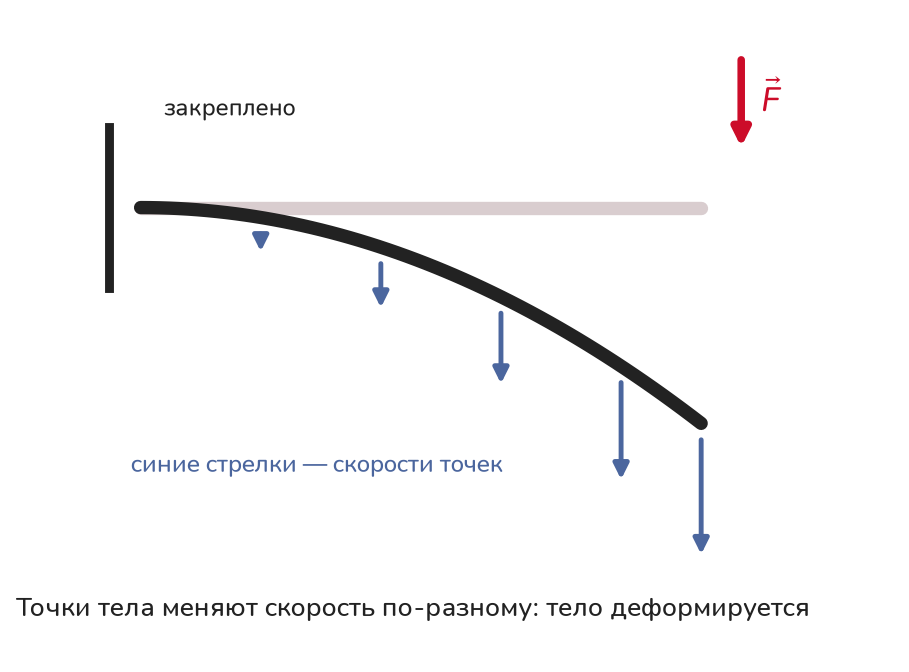 закреплено
F⃗
синие стрелки — скорости точек
Точки тела меняют скорость по-разному: тело деформируется